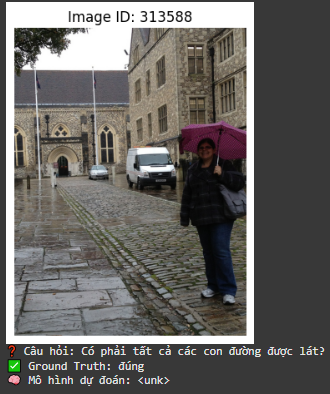 Image ID: 313588
❓ Câu hỏi: Có phải tất cả các con đường được lát?
✅ Ground Truth: đúng
🧠 Mô hình dự đoán: <unk>